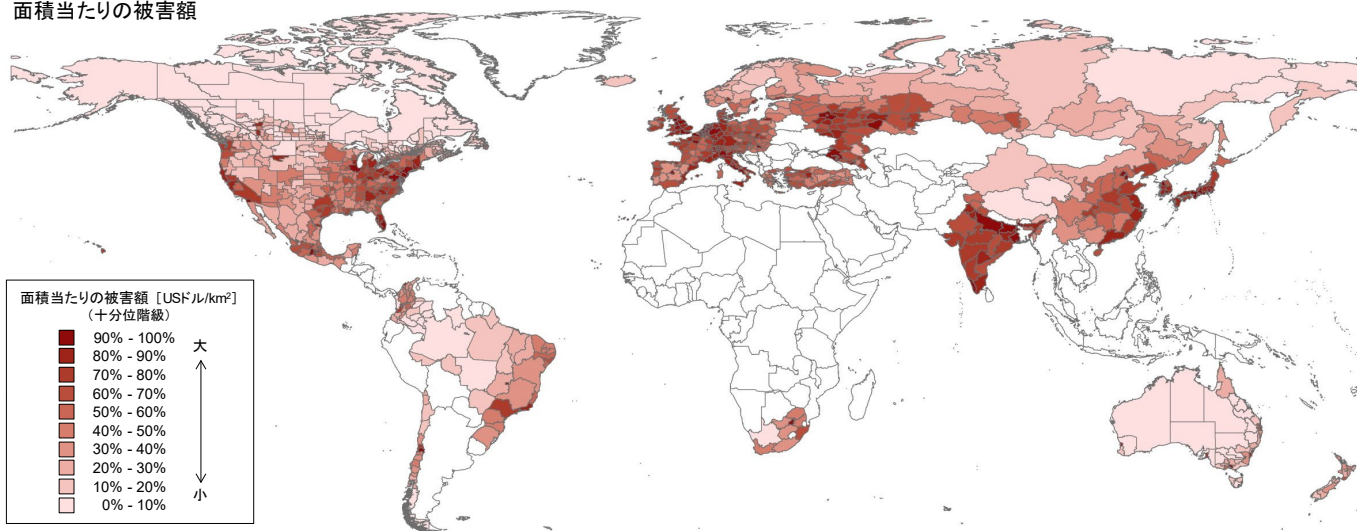 面積当たりの被害額
面積当たりの被害額 [USドル/km²]
(十分位階級)
90% - 100%
大
80% - 90%
70% - 80%
60% - 70%
50% - 60%
40% - 50%
30% - 40%
20% - 30%
10% - 20%
小
0% - 10%